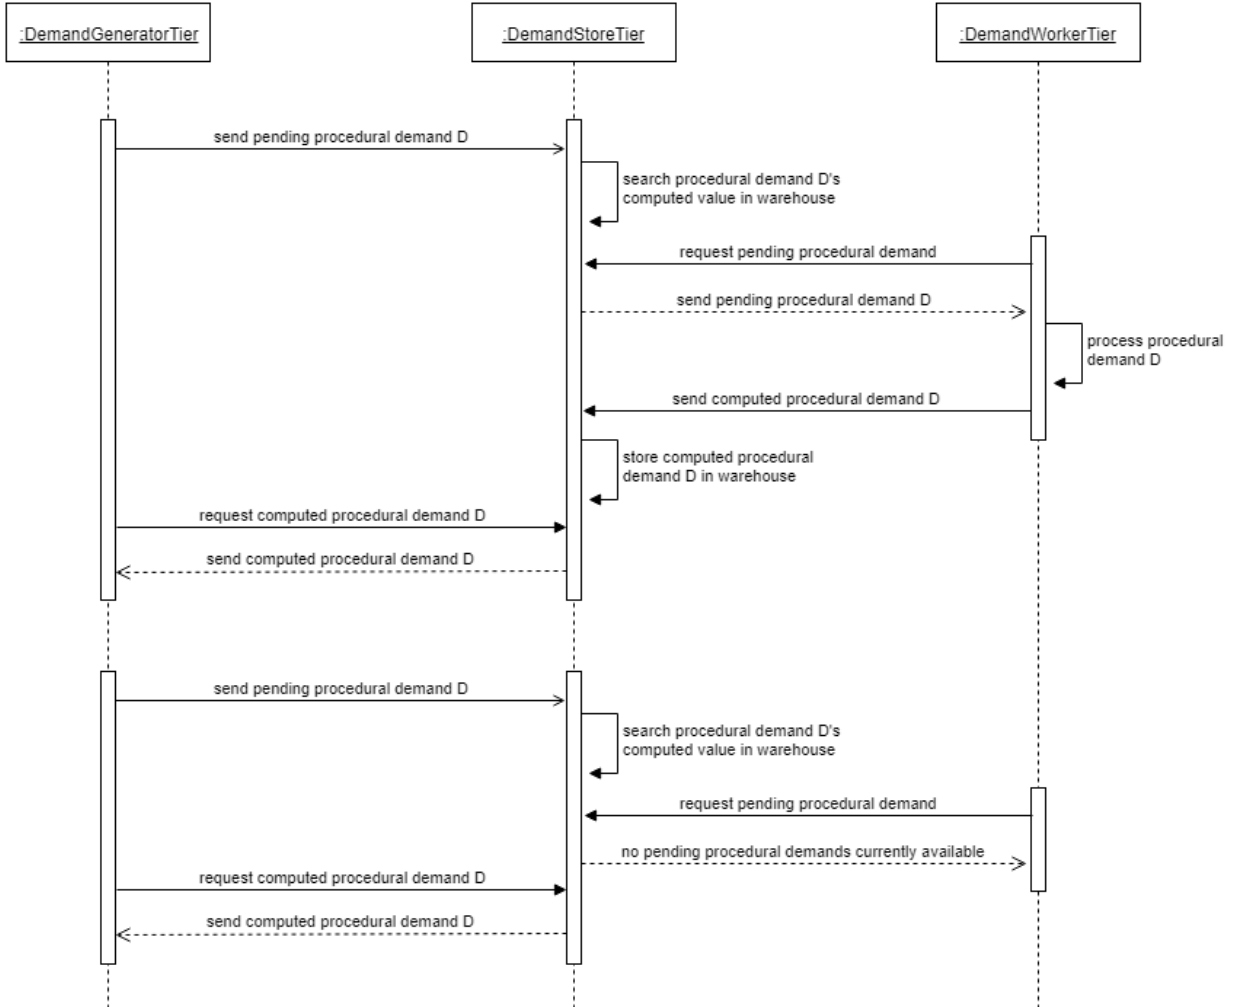 :DemandGeneratorTier
:DemandStoreTier
:DemandWorkerTier
send pending procedural demand D
search procedural demand D's
computed value in warehouse
request pending procedural demand
send pending procedural demand D
process procedural
demand D
send computed procedural demand D
store computed procedural
demand D in warehouse
request computed procedural demand D
send computed procedural demand D
send pending procedural demand D
search procedural demand D's
computed value in warehouse
request pending procedural demand
no pending procedural demands currently available
request computed procedural demand D
send computed procedural demand D